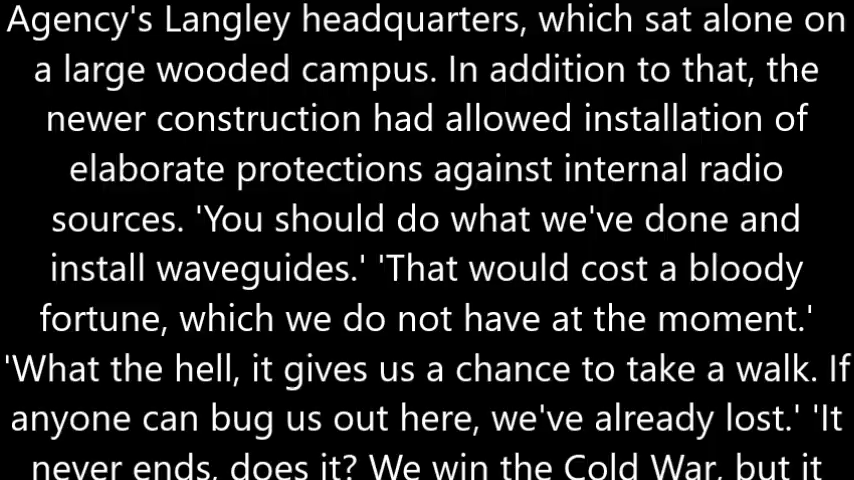 Agency's Langley headquarters, which sat alone on
a large wooded campus. In addition to that, the
newer construction had allowed installation of
elaborate protections against internal radio
sources. 'You should do what we've done and
install waveguides.' 'That would cost a bloody
fortune, which we do not have at the moment.'
'What the hell, it gives us a chance to take a walk. If
anyone can bug us out here, we've already lost.' 'It
never ends, does it? We win the Cold War, but it